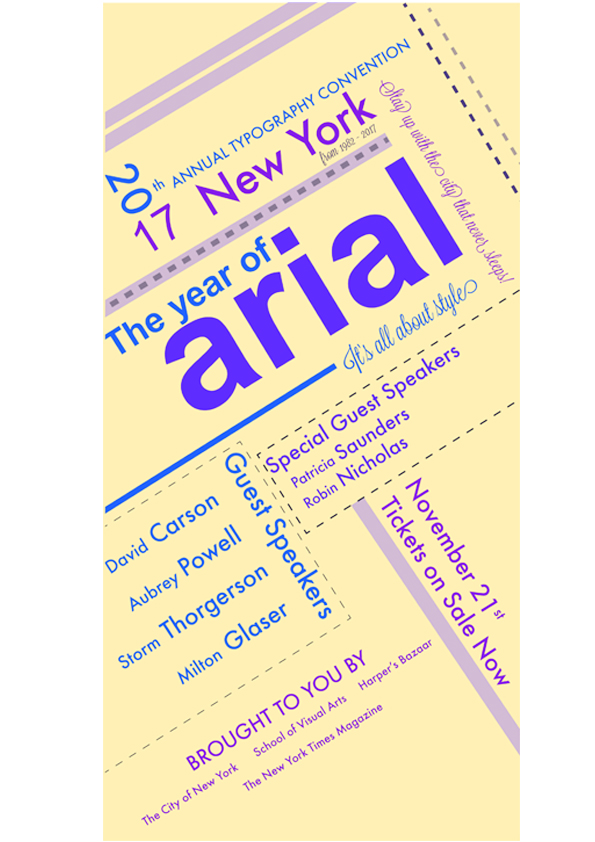 20th ANNUAL TYPOGRAPHY CONVENTION
17 New York
from 1982 - 2017
Stay up with the city that never sleeps!
The year of
arial
It's all about style
Special Guest Speakers
Patricia Saunders
Robin Nicholas
Guest Speakers
David Carson
Aubrey Powell
Storm Thorgerson
Milton Glaser
November 21st
Tickets on Sale Now
BROUGHT TO YOU BY
The City of New York
School of Visual Arts
Harper's Bazaar
The New York Times Magazine